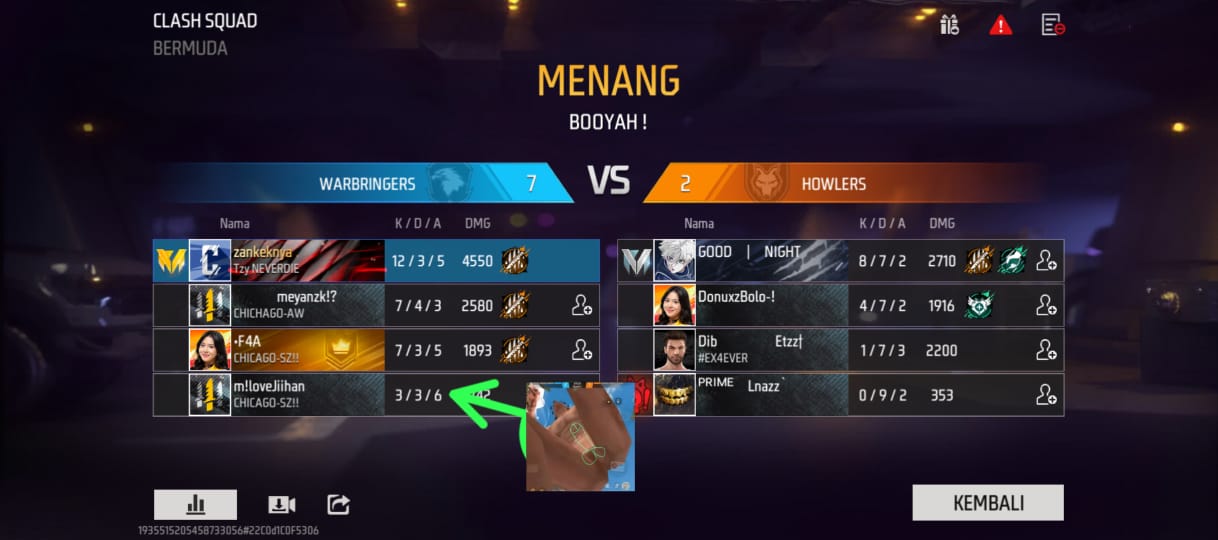 CLASH SQUAD
BERMUDA
MENANG
BOOYAH !
WARBRINGERS 7 VS 2 HOWLERS
Nama K / D / A DMG Nama K / D / A DMG
zankeknya 12 / 3 / 5 4550 GOOD | NIGHT 8 / 7 / 2 2710
Tzy NEVERDIE
meyanzk!? 7 / 4 / 3 2580 DonuxzBolo-! 4 / 7 / 2 1916
CHICHAGO-AW
•F4A 7 / 3 / 5 1893 Dib Etzz† 1 / 7 / 3 2200
CHICAGO-SZ!! #EX4EVER
m!loveJiihan 3 / 3 / 6 PRIME Lnazz` 0 / 9 / 2 353
CHICAGO-SZ!!
KEMBALI
1935515205458733056#22C0d1C0F5306